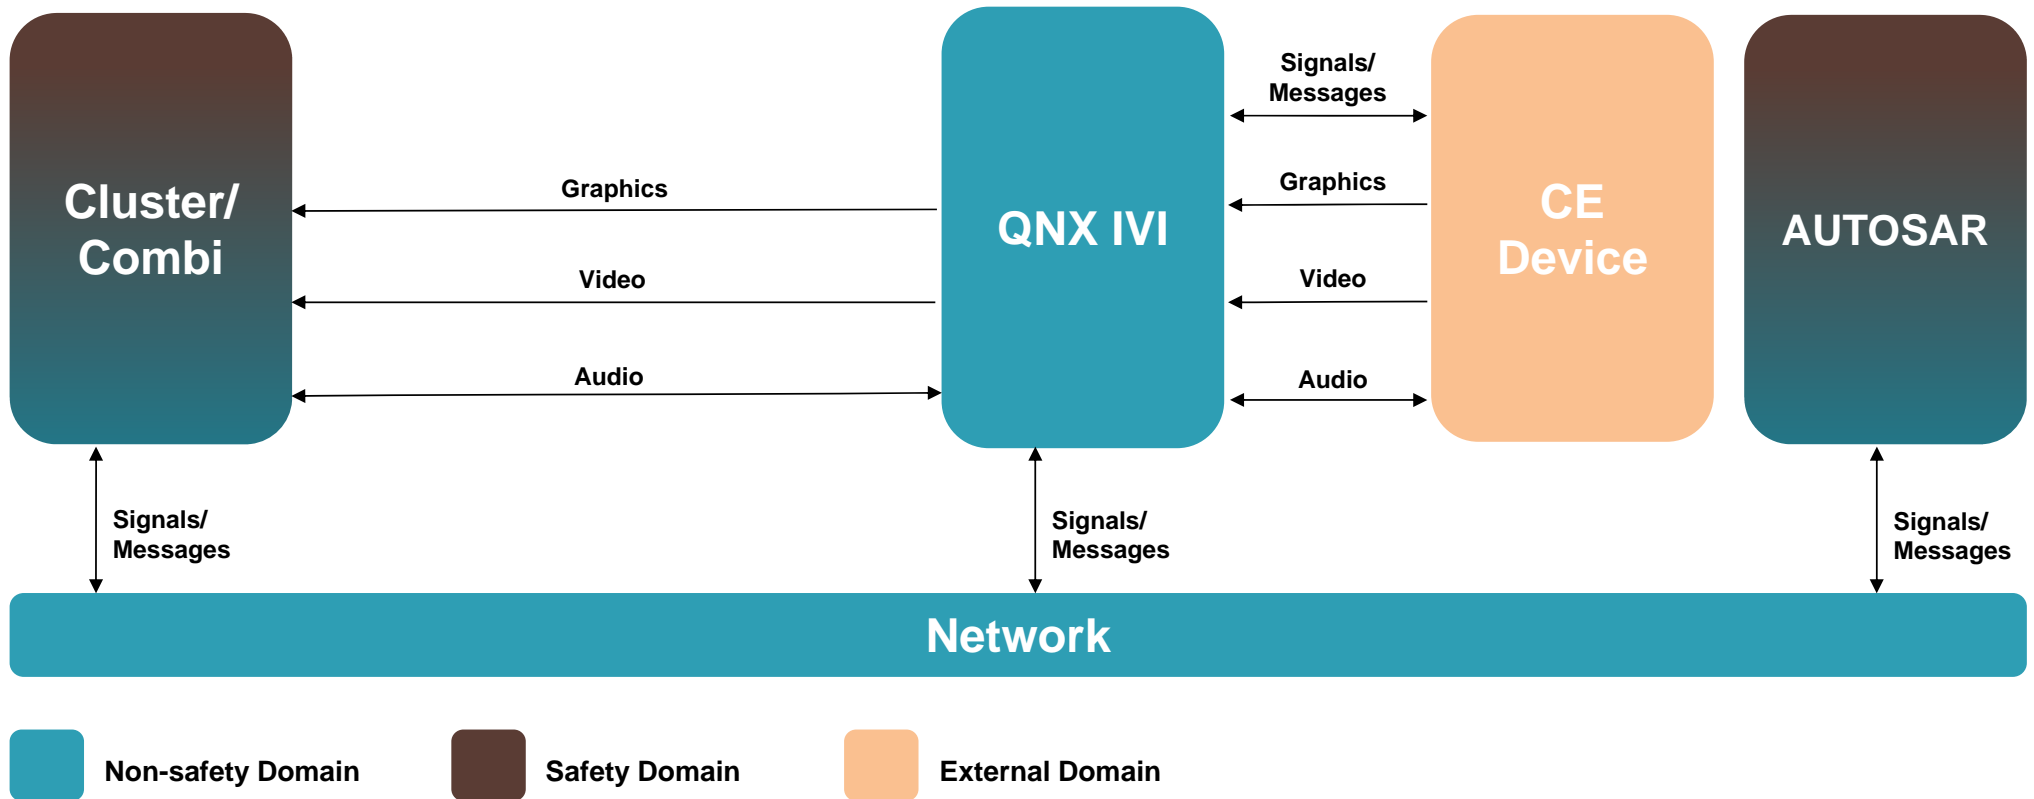 Cluster/
Combi
Graphics
Video
Audio
QNX IVI
Signals/
Messages
Graphics
Video
Audio
CE
Device
AUTOSAR
Signals/
Messages
Signals/
Messages
Signals/
Messages
Network
Non-safety Domain
Safety Domain
External Domain